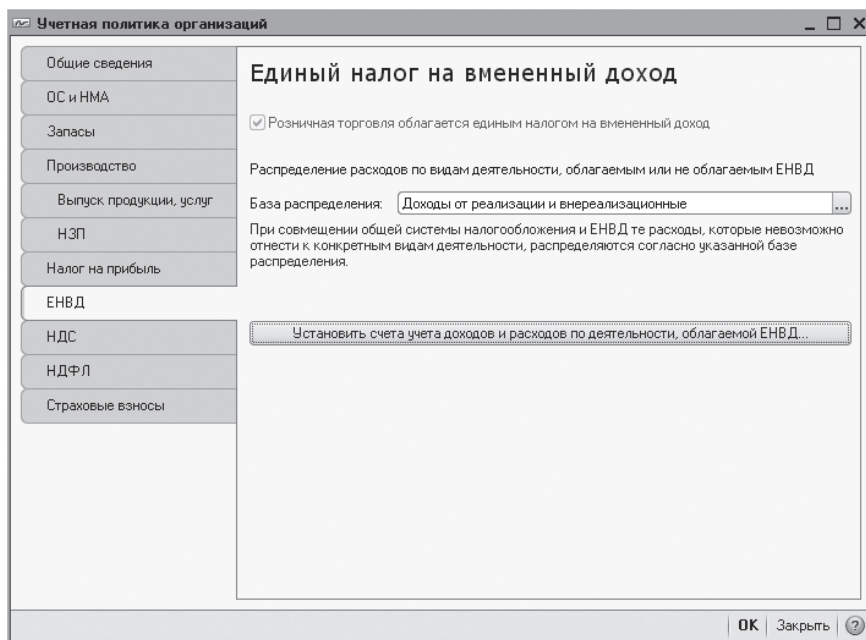 Учетная политика организаций
Общие сведения
ОС и НМА
Запасы
Производство
Выпуск продукции, услуг
НЗП
Налог на прибыль
ЕНВД
НДС
НДФЛ
Страховые взносы
Единый налог на вмененный доход
Розничная торговля облагается единым налогом на вмененный доход
Распределение расходов по видам деятельности, облагаемым или не облагаемым ЕНВД
База распределения: Доходы от реализации и внереализационные ...
При совмещении общей системы налогообложения и ЕНВД те расходы, которые невозможно
отнести к конкретным видам деятельности, распределяются согласно указанной базе
распределения.
Установить счета учета доходов и расходов по деятельности, облагаемой ЕНВД...
ОК Закрыть ?